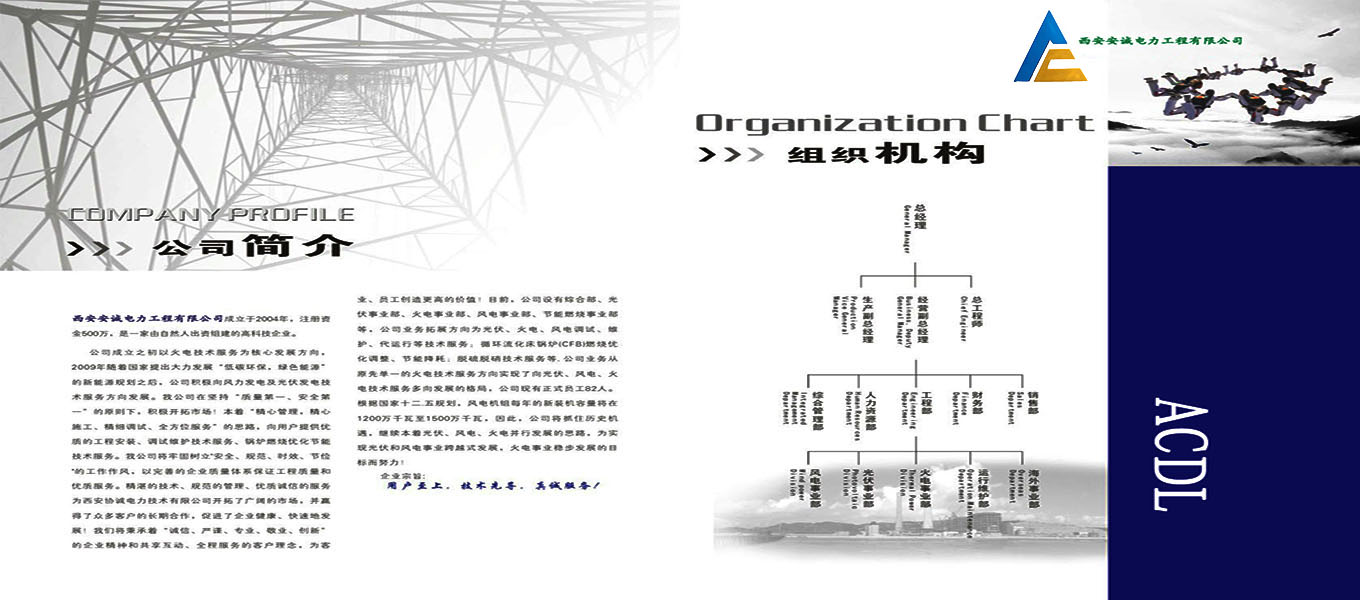 COMPANY PROFILE
>>> 公司简介
西安安诚电力工程有限公司成立于2004年，注册资
金500万，是一家由自然人出资组建的高科技企业。
公司成立之初以火电技术服务为核心发展方向，
2009年随着国家提出大力发展“低碳环保，绿色能源”
的新能源规划之后，公司积极向风力发电及光伏发电技
术服务方向发展。我公司在坚持“质量第一、安全第
一”的原则下，积极开拓市场！本着“精心管理，精心
施工、精细调试、全方位服务”的思路，向用户提供优
质的工程安装、调试维护技术服务、锅炉燃烧优化节能
技术服务。我公司将牢固树立“安全、规范、时效、节俭
”的工作作风，以完善的企业质量体系保证工程质量和
优质服务。精湛的技术、规范的管理、优质诚信的服务
为西安协诚电力技术有限公司开拓了广阔的市场，并赢
得了众多客户的长期合作，促进了企业健康、快速地发
展！我们将秉承着“诚信、严谨、专业、敬业、创新”
的企业精神和共享互动、全程服务的客户理念，为客
业、员工创造更高的价值！目前，公司设有综合部、光
伏事业部、火电事业部、风电事业部、节能燃烧事业部
等，公司业务拓展方向为光伏、火电、风电调试、维
护、代运行等技术服务；循环流化床锅炉(CFB)燃烧优
化调整、节能降耗；脱硫脱硝技术服务等.公司业务从
原先单一的火电技术服务方向实现了向光伏、风电、火
电技术服务多向发展的格局，公司现有正式员工82人。
根据国家十二.五规划，风电机组每年的新装机容量将在
1200万千瓦至1500万千瓦，因此，公司将抓住历史机
遇，继续本着光伏、风电、火电并行发展的思路，为实
现光伏和风电事业跨越式发展，火电事业稳步发展的目
标而努力！
企业宗旨：
用户至上，技术先导，真诚服务！
西安安诚电力工程有限公司
Organization Chart
>>> 组织机构
总经理
General Manager
生产副总经理
Production
Vice General
Manager
经营副总经理
Business, Deputy
General Manager
总工程师
Chief Engineer
综合管理部
Integrated
Management
Department
人力资源部
Human Resources
Department
工程部
Engineering
Department
财务部
Finance
Department
销售部
Sales
Department
风电事业部
Wind power
Division
光伏事业部
Photovoltaic
Division
火电事业部
Thermal Power
Division
运行维护部
Operation Maintenance
Department
海外事业部
Overseas
Department
ACDL